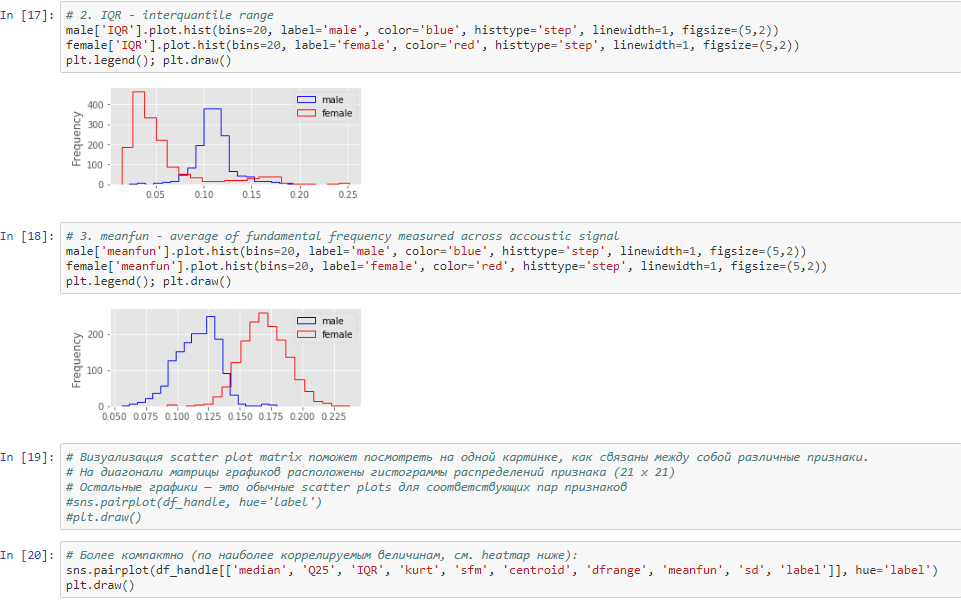 In [17]:
# 2. IQR - interquantile range
male['IQR'].plot.hist(bins=20, label='male', color='blue', histtype='step', linewidth=1, figsize=(5,2))
female['IQR'].plot.hist(bins=20, label='female', color='red', histtype='step', linewidth=1, figsize=(5,2))
plt.legend(); plt.draw()
Frequency
400
300
200
100
0
0.05 0.10 0.15 0.20 0.25
male
female
In [18]:
# 3. meanfun - average of fundamental frequency measured across accoustic signal
male['meanfun'].plot.hist(bins=20, label='male', color='blue', histtype='step', linewidth=1, figsize=(5,2))
female['meanfun'].plot.hist(bins=20, label='female', color='red', histtype='step', linewidth=1, figsize=(5,2))
plt.legend(); plt.draw()
Frequency
200
100
0
0.050 0.075 0.100 0.125 0.150 0.175 0.200 0.225
male
female
In [19]:
# Визуализация scatter plot matrix поможет посмотреть на одной картинке, как связаны между собой различные признаки.
# На диагонали матрицы графиков расположены гистограммы распределений признака (21 x 21)
# Остальные графики — это обычные scatter plots для соответствующих пар признаков
#sns.pairplot(df_handle, hue='label')
#plt.draw()
In [20]:
# Более компактно (по наиболее коррелируемым величинам, см. heatmap ниже):
sns.pairplot(df_handle[['median', 'Q25', 'IQR', 'kurt', 'sfm', 'centroid', 'dfrange', 'meanfun', 'sd', 'label']], hue='label')
plt.draw()